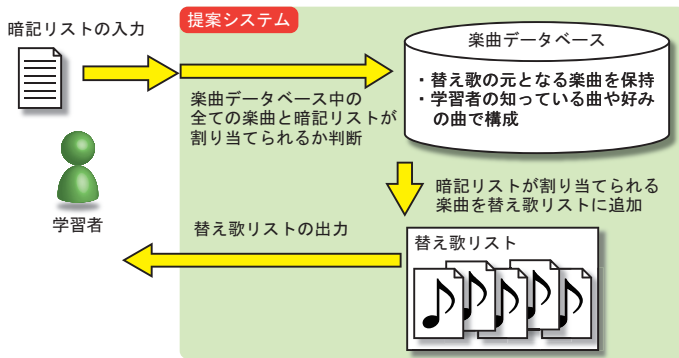 暗記リストの入力
提案システム
楽曲データベース
・替え歌の元となる楽曲を保持
・学習者の知っている曲や好み
の曲で構成
楽曲データベース中の
全ての楽曲と暗記リストが
割り当てられるか判断
学習者
暗記リストが割り当てられる
楽曲を替え歌リストに追加
替え歌リストの出力
替え歌リスト